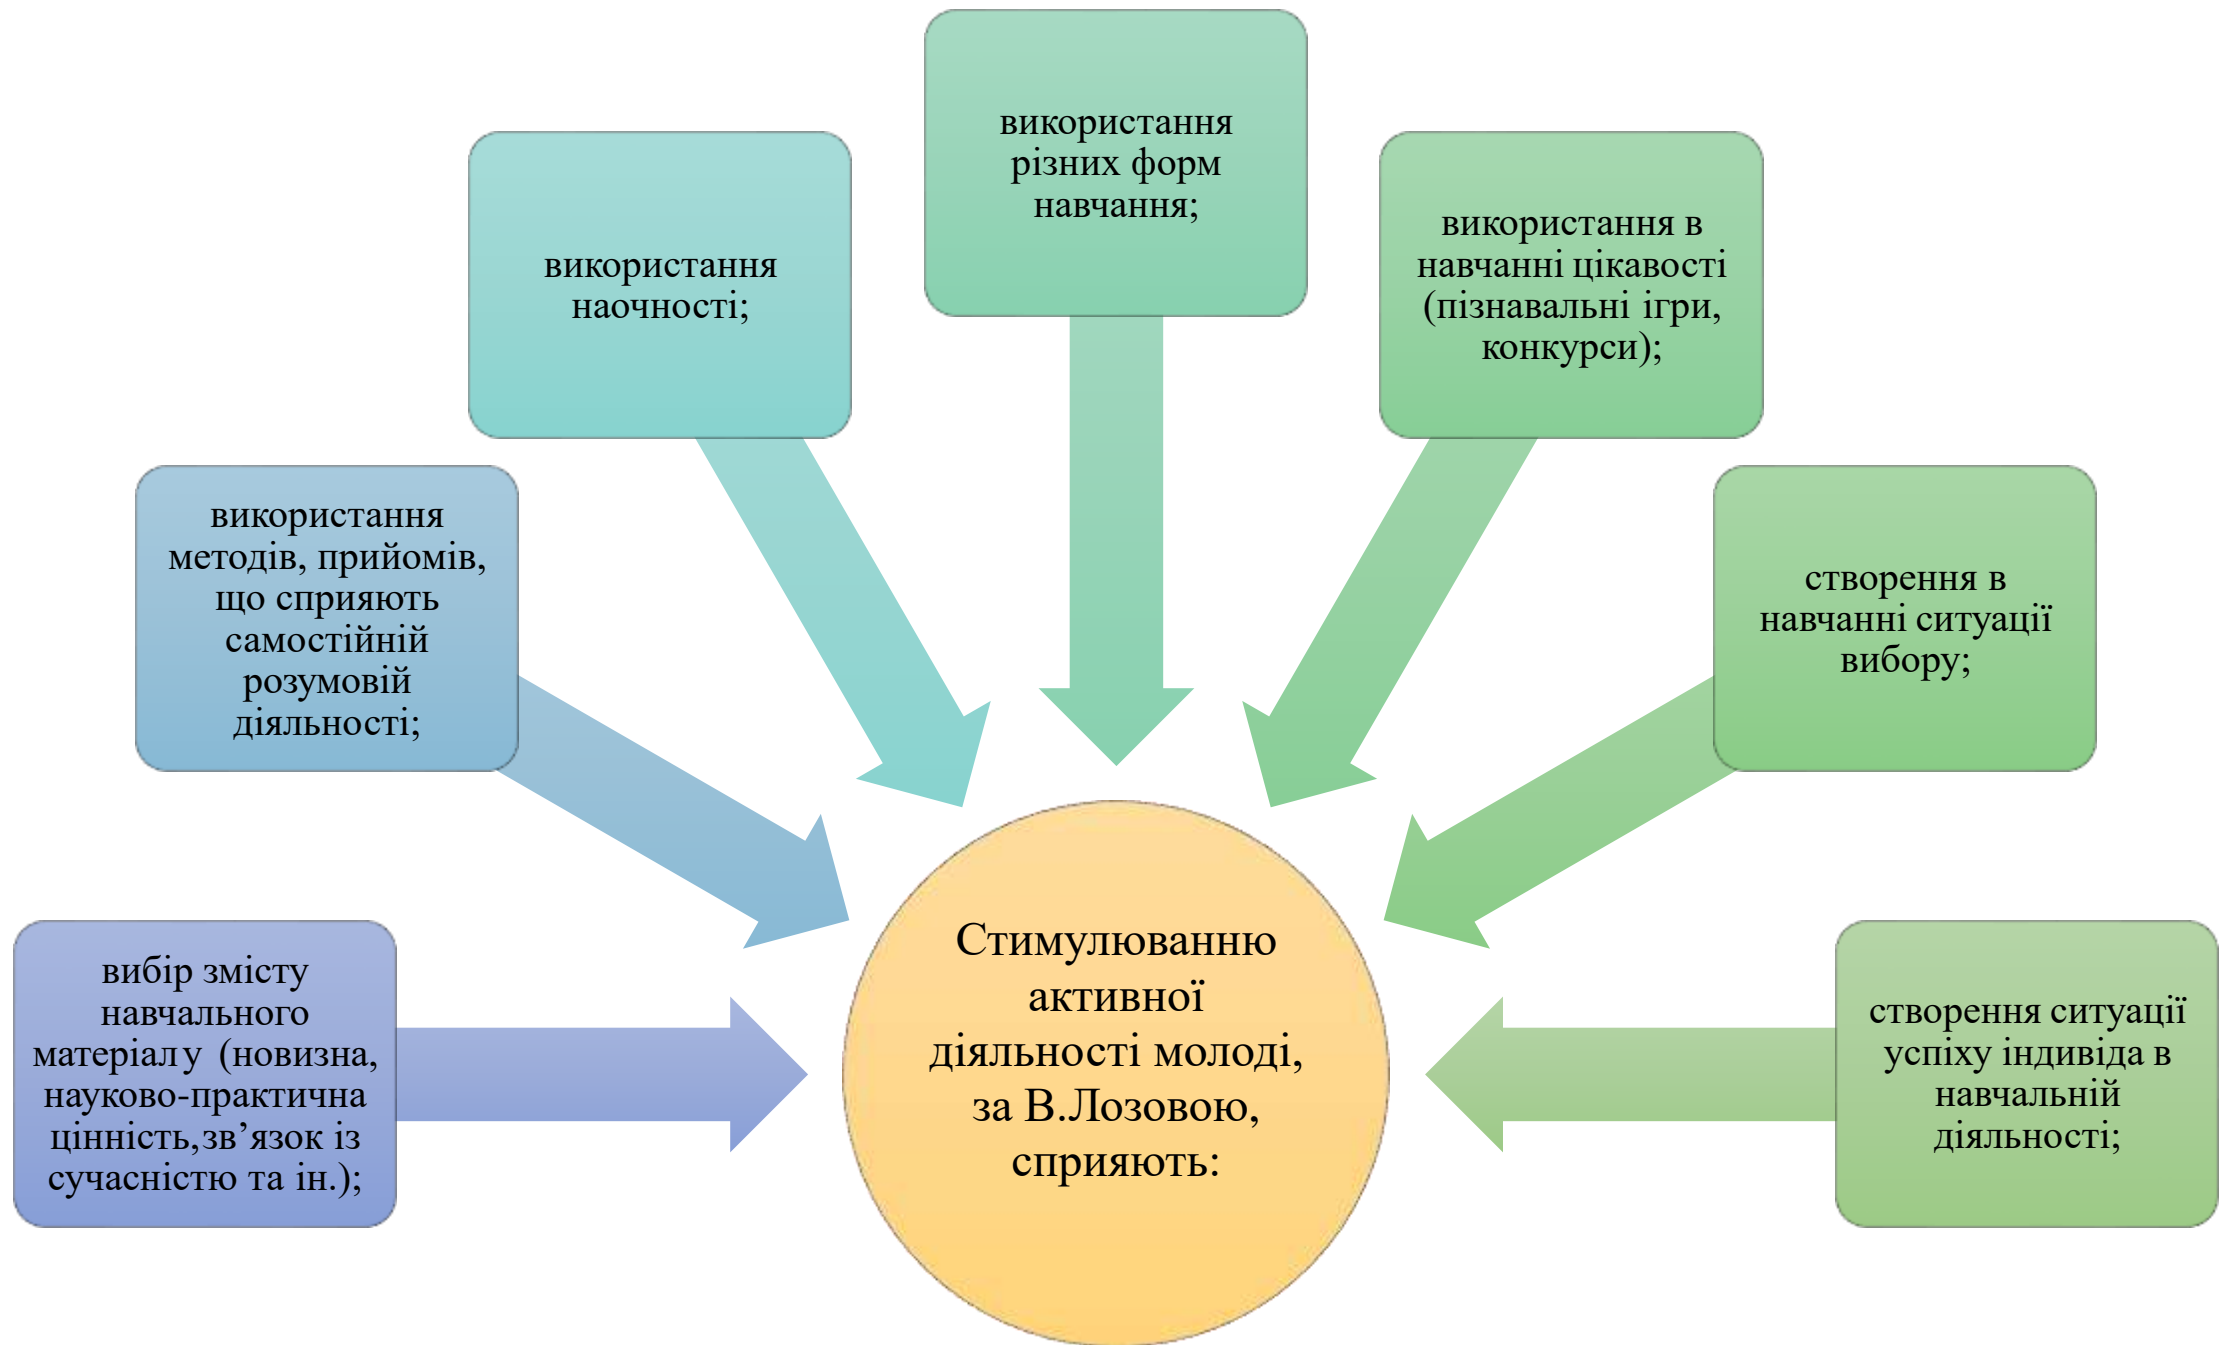 використання
різних форм
навчання;
використання
наочності;
використання в
навчанні цікавості
(пізнавальні ігри,
конкурси);
використання
методів, прийомів,
що сприяють
самостійній
розумовій
діяльності;
створення в
навчанні ситуації
вибору;
вибір змісту
навчального
матеріалу (новизна,
науково-практична
цінність,зв’язок із
сучасністю та ін.);
Стимулюванню
активної
діяльності молоді,
за В.Лозовою,
сприяють:
створення ситуації
успіху індивіда в
навчальній
діяльності;